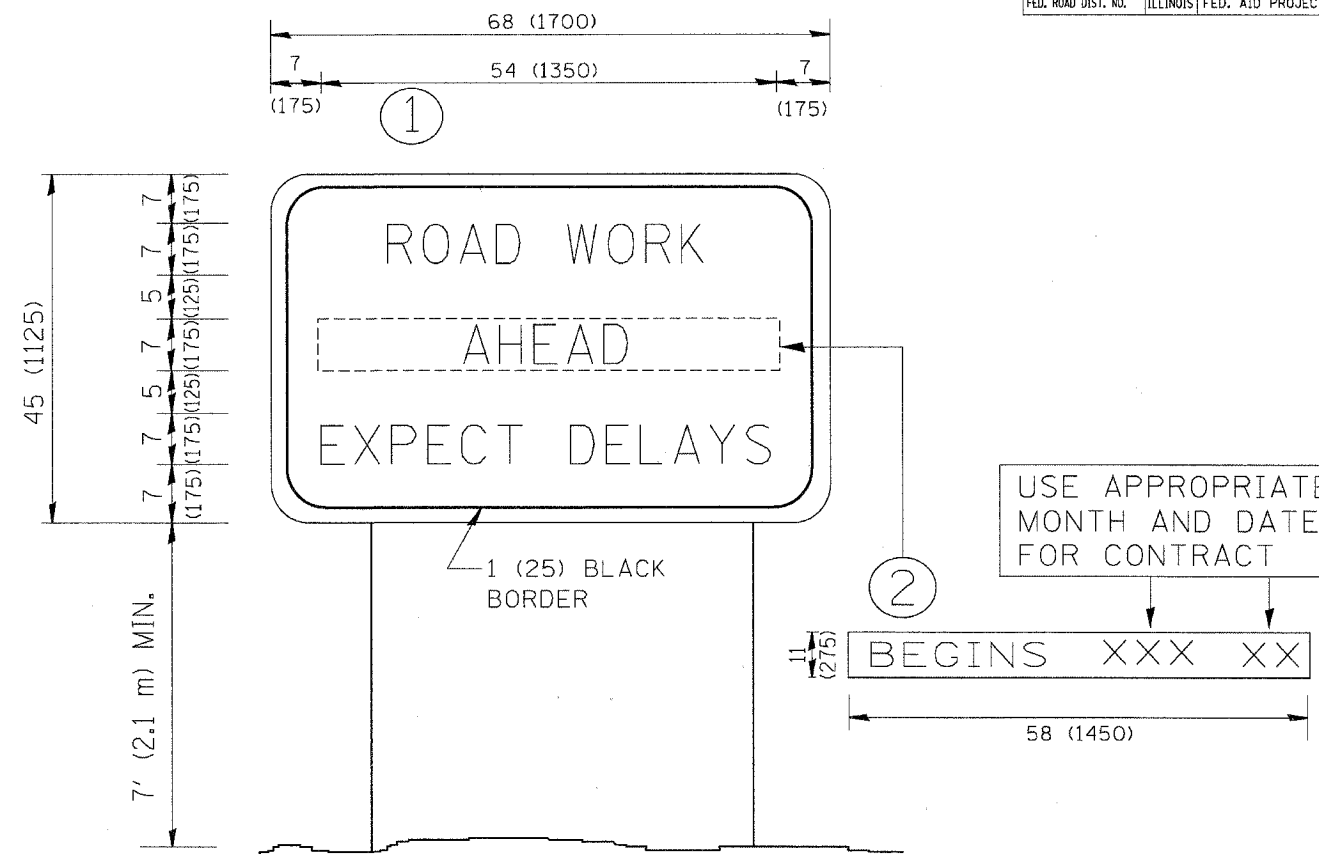 FED. ROAD DIST. NO. ILLINOIS FED. AID PROJECT
68 (1700)
7 54 (1350) 7
(175) (175)
1
ROAD WORK
AHEAD
EXPECT DELAYS
45 (1125)
7 (175)
7 (175)
5 (125)
7 (175)
5 (125)
7 (175)
7 (175)
7' (2.1 m) MIN.
1 (25) BLACK
BORDER
USE APPROPRIATE
MONTH AND DATE
FOR CONTRACT
2
11
(275)
BEGINS XXX XX
58 (1450)